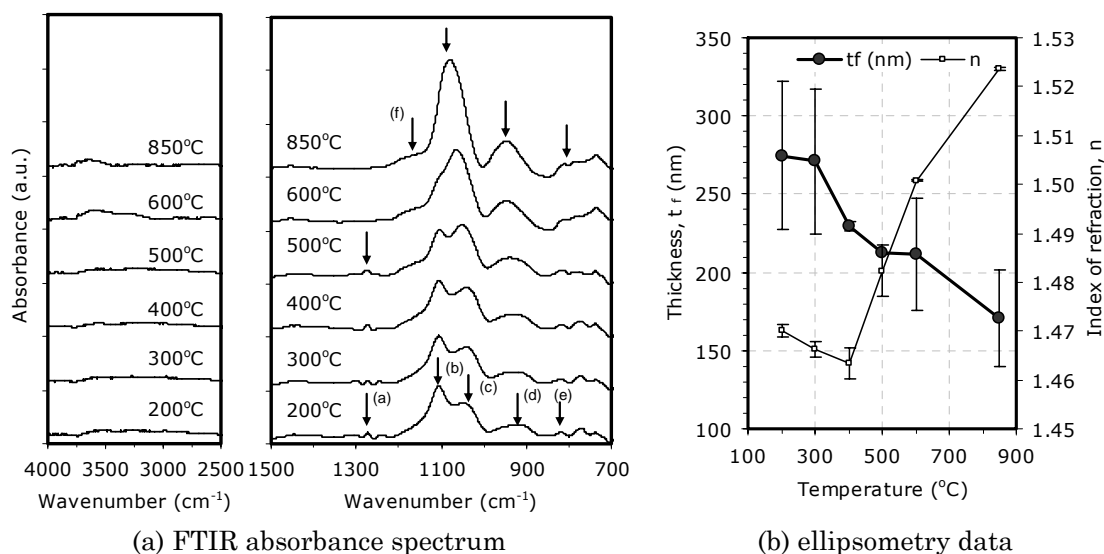 Absorbance (a.u.)
850°C
600°C
500°C
400°C
300°C
200°C
4000 3500 3000 2500
Wavenumber (cm-1)
(f)
850°C
600°C
500°C
400°C
300°C
(b)
(a)
(c)
(d)
(e)
200°C
1500 1300 1100 900 700
Wavenumber (cm-1)
(a) FTIR absorbance spectrum
Thickness, t f (nm)
350
300
250
200
150
100
tf (nm) n
1.53
1.52
1.51
1.50
1.49
1.48
1.47
1.46
1.45
Index of refraction, n
100 300 500 700 900
Temperature (°C)
(b) ellipsometry data